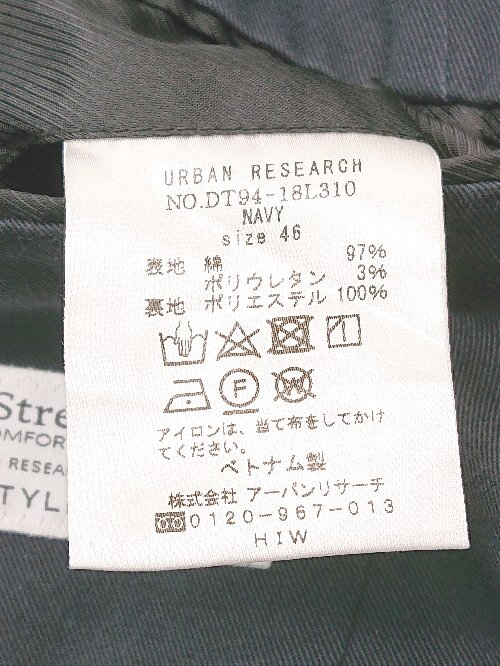 URBAN RESEARCH
NO.DT94-18L310
NAVY
size 46
表地 綿 97%
ポリウレタン 3%
裏地 ポリエステル 100%
P
W
アイロンは、当て布をしてかけ
てください。
ベトナム製
株式会社 アーバンリサーチ
0120-967-013
HIW
Stre
OMFOR
RESEA
TYL